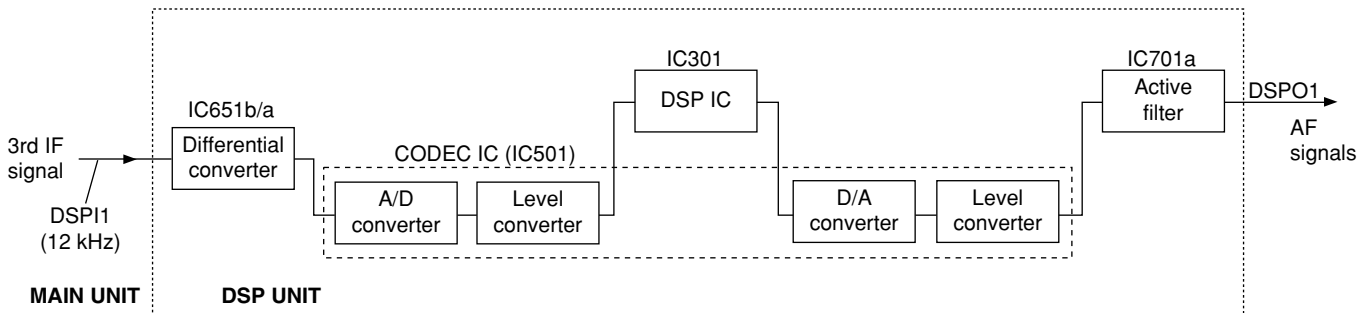 3rd IF
signal
DSPI1
(12 kHz)
MAIN UNIT
DSP UNIT
IC651b/a
Differential
converter
CODEC IC (IC501)
A/D
converter
Level
converter
IC301
DSP IC
D/A
converter
Level
converter
IC701a
Active
filter
DSPO1
AF
signals